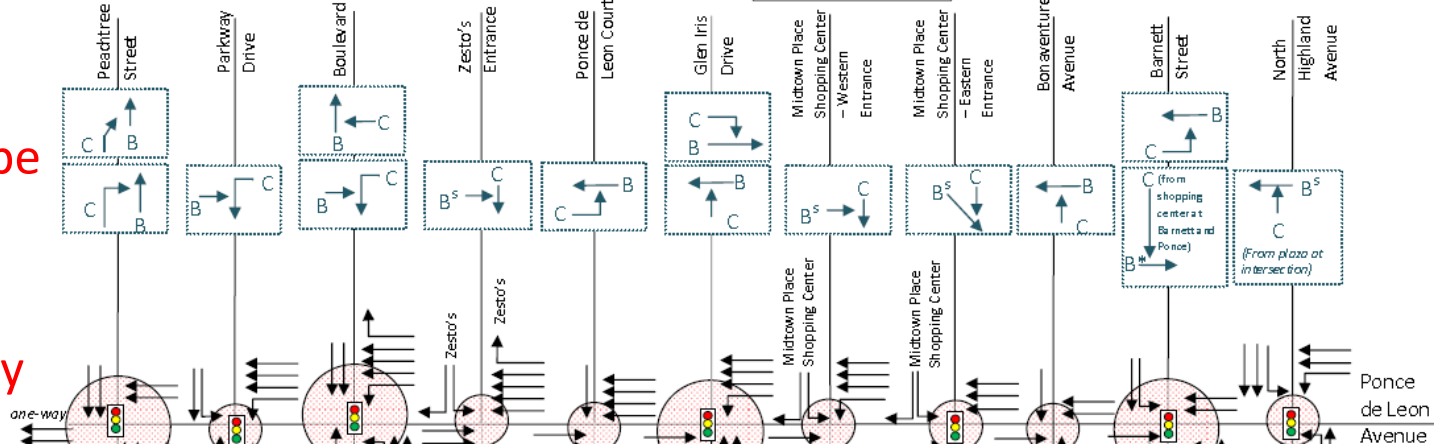 Peachtree
Street
Parkway
Drive
Boulevard
Zesto's
Entrance
Ponce de
Leon Court
Glen Iris
Drive
Midtown Place
Shopping Center
– Western
Entrance
Midtown Place
Shopping Center
– Eastern
Entrance
Bonaventure
Avenue
Barnett
Street
North
Highland
Avenue
C B
C
B
C
B
C
B
B C
B C
C
Bˢ
B
C
C
B
B
C
C
Bˢ
C
Bˢ
B
C
B
C
C (from
shopping
center at
Barnett and
Ponce)
B*
Bˢ
C
(From plaza at
intersection)
be
y
Zesto's
Zesto's
Midtown Place
Shopping Center
Midtown Place
Shopping Center
one-way
Ponce
de Leon
Avenue